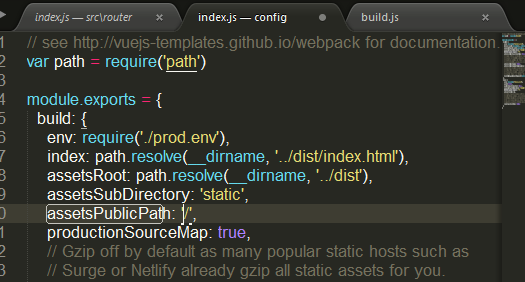 index.js — src\router
index.js — config
build.js
1 // see http://vuejs-templates.github.io/webpack for documentation.
2 var path = require('path')
3
4 module.exports = {
5 build: {
6 env: require('./prod.env'),
7 index: path.resolve(__dirname, '../dist/index.html'),
8 assetsRoot: path.resolve(__dirname, '../dist'),
9 assetsSubDirectory: 'static',
0 assetsPublicPath: '/',
1 productionSourceMap: true,
2 // Gzip off by default as many popular static hosts such as
3 // Surge or Netlify already gzip all static assets for you.